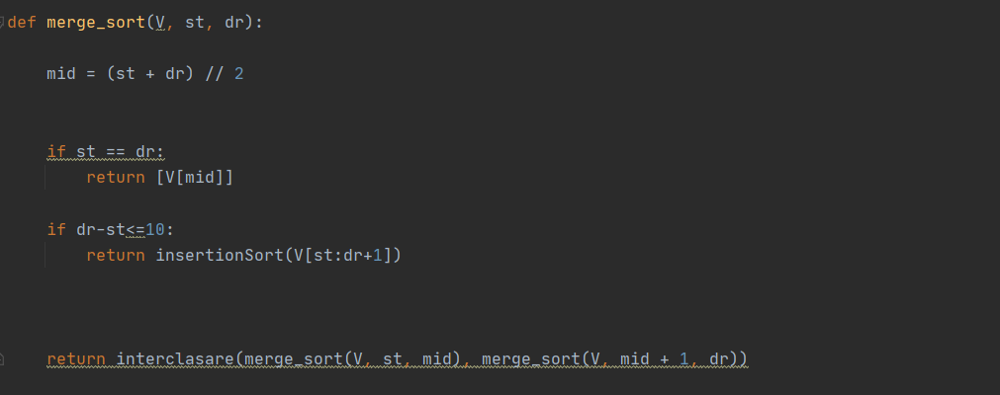 def merge_sort(V, st, dr):
    mid = (st + dr) // 2
    if st == dr:
        return [V[mid]]
    if dr-st<=10:
        return insertionSort(V[st:dr+1])
    return interclasare(merge_sort(V, st, mid), merge_sort(V, mid + 1, dr))